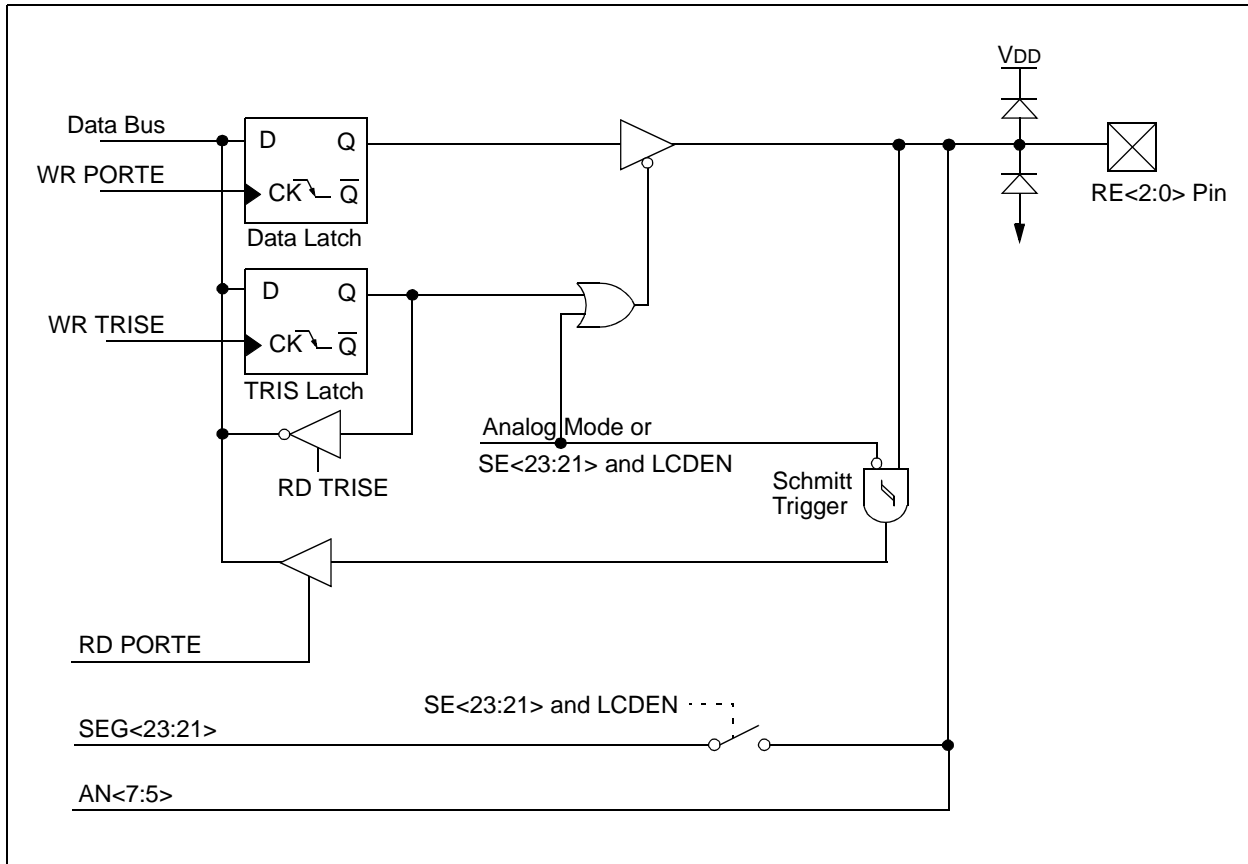 VDD
Data Bus
D Q
WR PORTE
CK Q̅
RE<2:0> Pin
Data Latch
D Q
WR TRISE
CK Q̅
TRIS Latch
Analog Mode or
SE<23:21> and LCDEN
RD TRISE
Schmitt
Trigger
RD PORTE
SE<23:21> and LCDEN
SEG<23:21>
AN<7:5>